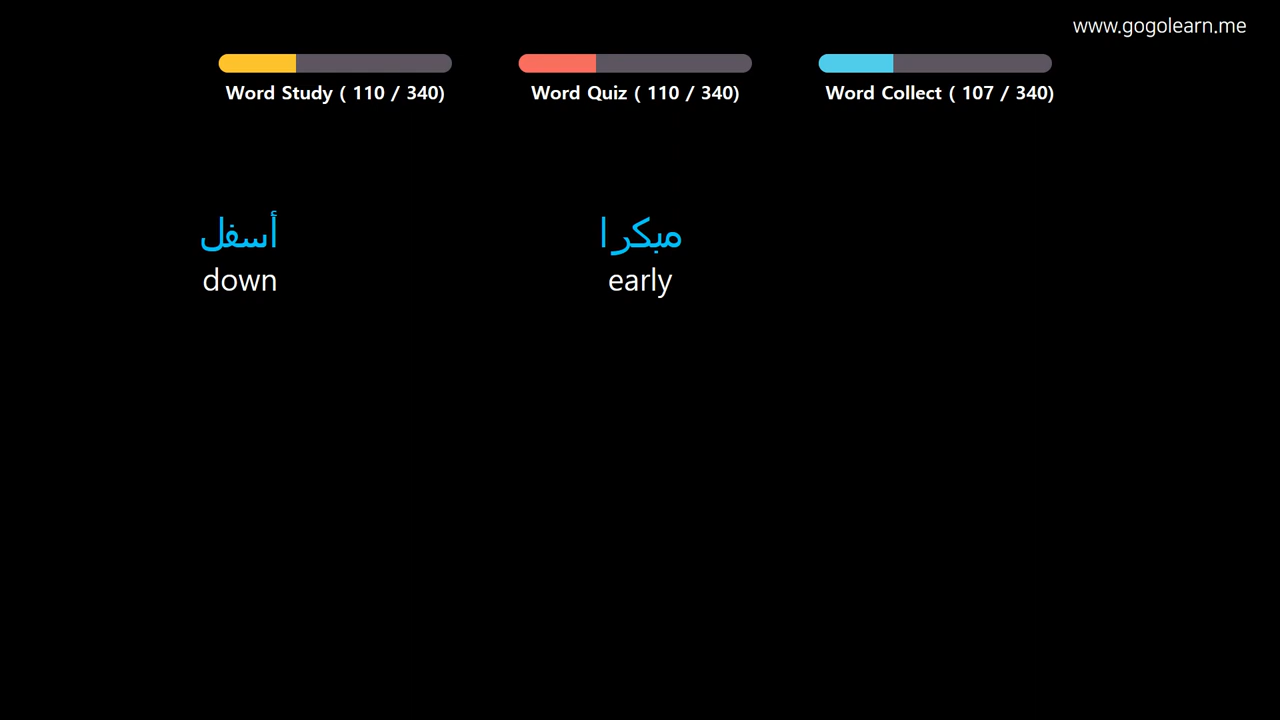 www.gogolearn.me
Word Study ( 110 / 340)
Word Quiz ( 110 / 340)
Word Collect ( 107 / 340)
أسفل
down
مبكرا
early